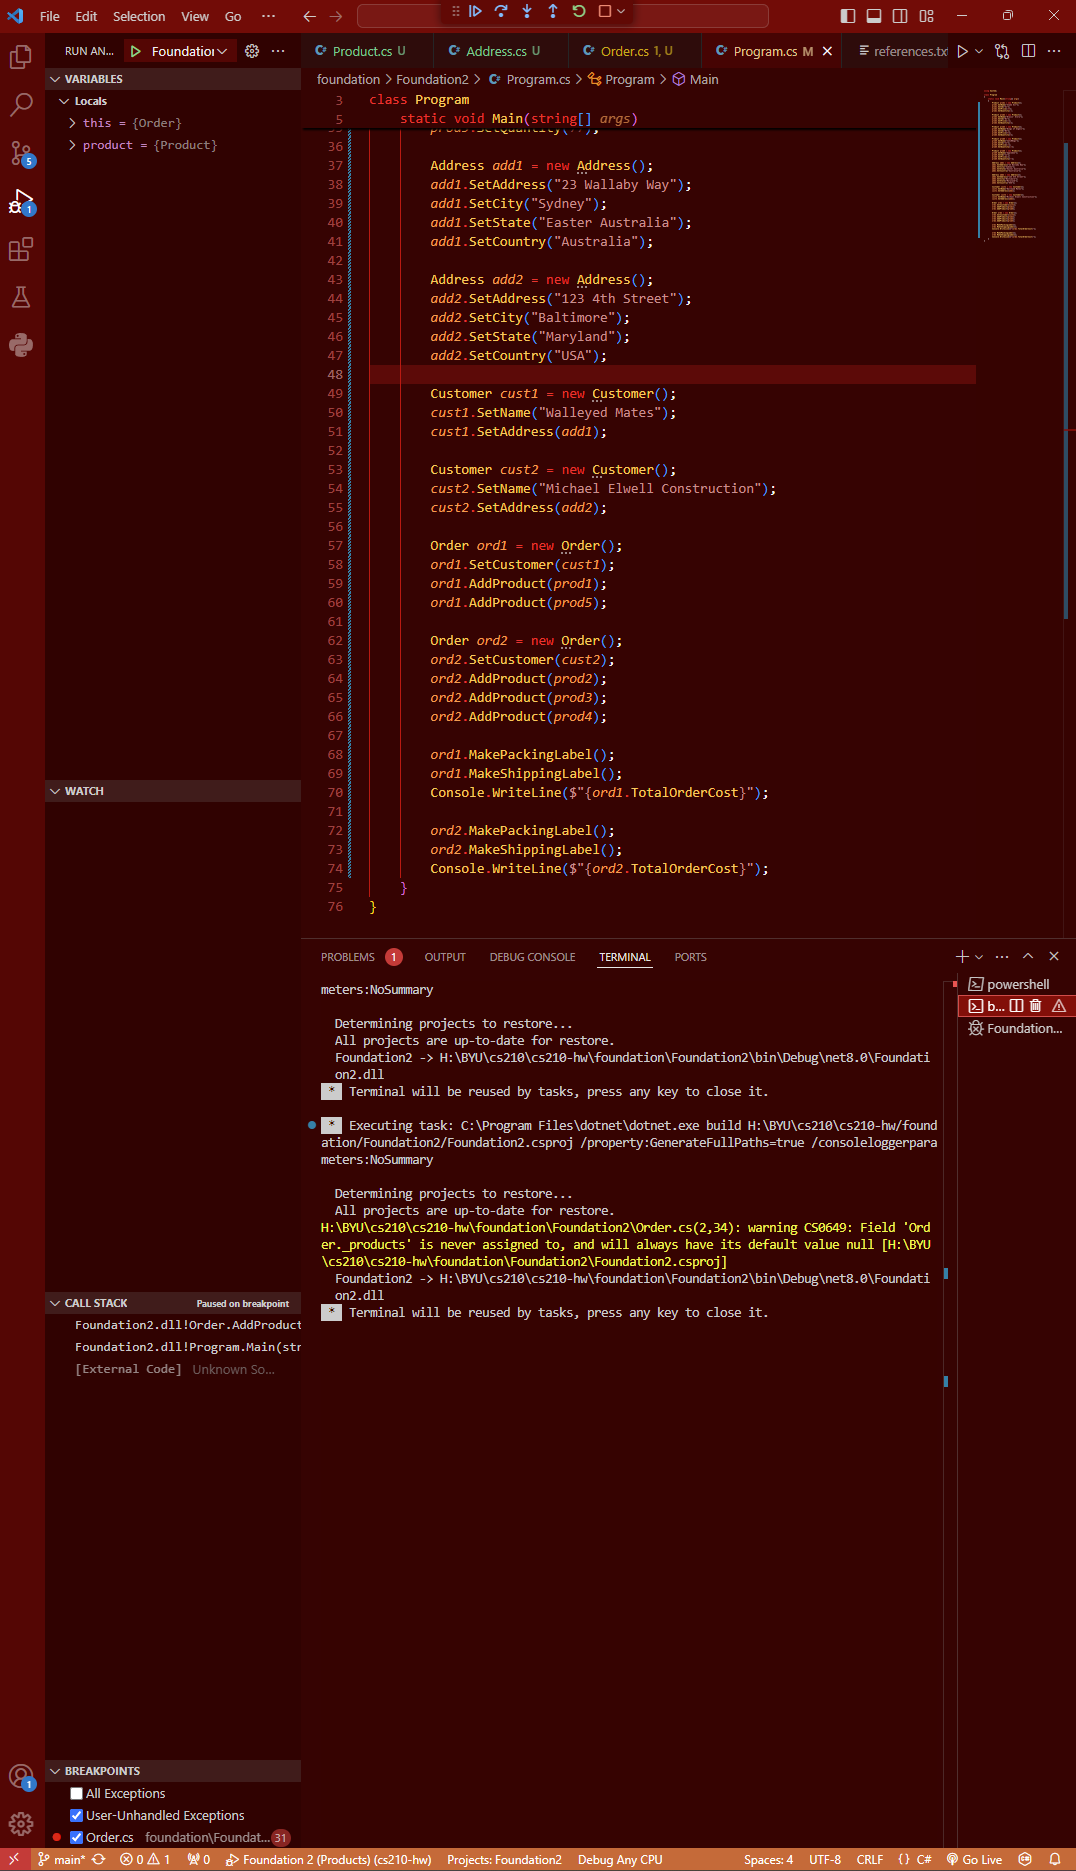 File Edit Selection View Go ...
RUN AN... Foundation
Product.cs U Address.cs U Order.cs 1, U Program.cs M references.txt
VARIABLES
Locals
this = {Order}
product = {Product}
foundation > Foundation2 > Program.cs > Program > Main
3 class Program
5 static void Main(string[] args)
36
37 Address add1 = new Address();
38 add1.SetAddress("23 Wallaby Way");
39 add1.SetCity("Sydney");
40 add1.SetState("Easter Australia");
41 add1.SetCountry("Australia");
42
43 Address add2 = new Address();
44 add2.SetAddress("123 4th Street");
45 add2.SetCity("Baltimore");
46 add2.SetState("Maryland");
47 add2.SetCountry("USA");
48
49 Customer cust1 = new Customer();
50 cust1.SetName("Walleyed Mates");
51 cust1.SetAddress(add1);
52
53 Customer cust2 = new Customer();
54 cust2.SetName("Michael Elwell Construction");
55 cust2.SetAddress(add2);
56
57 Order ord1 = new Order();
58 ord1.SetCustomer(cust1);
59 ord1.AddProduct(prod1);
60 ord1.AddProduct(prod5);
61
62 Order ord2 = new Order();
63 ord2.SetCustomer(cust2);
64 ord2.AddProduct(prod2);
65 ord2.AddProduct(prod3);
66 ord2.AddProduct(prod4);
67
68 ord1.MakePackingLabel();
69 ord1.MakeShippingLabel();
70 Console.WriteLine($"{ord1.TotalOrderCost}");
71
72 ord2.MakePackingLabel();
73 ord2.MakeShippingLabel();
74 Console.WriteLine($"{ord2.TotalOrderCost}");
75 }
76 }
WATCH
PROBLEMS 1 OUTPUT DEBUG CONSOLE TERMINAL PORTS
meters:NoSummary
Determining projects to restore...
All projects are up-to-date for restore.
Foundation2 -> H:\BYU\cs210\cs210-hw\foundation\Foundation2\bin\Debug\net8.0\Foundati
on2.dll
* Terminal will be reused by tasks, press any key to close it.
* Executing task: C:\Program Files\dotnet\dotnet.exe build H:\BYU\cs210\cs210-hw/found
ation/Foundation2/Foundation2.csproj /property:GenerateFullPaths=true /consoleloggerpara
meters:NoSummary
Determining projects to restore...
All projects are up-to-date for restore.
H:\BYU\cs210\cs210-hw\foundation\Foundation2\Order.cs(2,34): warning CS0649: Field 'Ord
er._products' is never assigned to, and will always have its default value null [H:\BYU
\cs210\cs210-hw\foundation\Foundation2\Foundation2.csproj]
Foundation2 -> H:\BYU\cs210\cs210-hw\foundation\Foundation2\bin\Debug\net8.0\Foundati
on2.dll
* Terminal will be reused by tasks, press any key to close it.
powershell
b...
Foundation...
CALL STACK Paused on breakpoint
Foundation2.dll!Order.AddProduct
Foundation2.dll!Program.Main(str
[External Code] Unknown So...
BREAKPOINTS
All Exceptions
User-Unhandled Exceptions
Order.cs foundation\Foundat... 31
5
1
1
main* 0 1 0 Foundation 2 (Products) (cs210-hw) Projects: Foundation2 Debug Any CPU Spaces: 4 UTF-8 CRLF {} C# Go Live